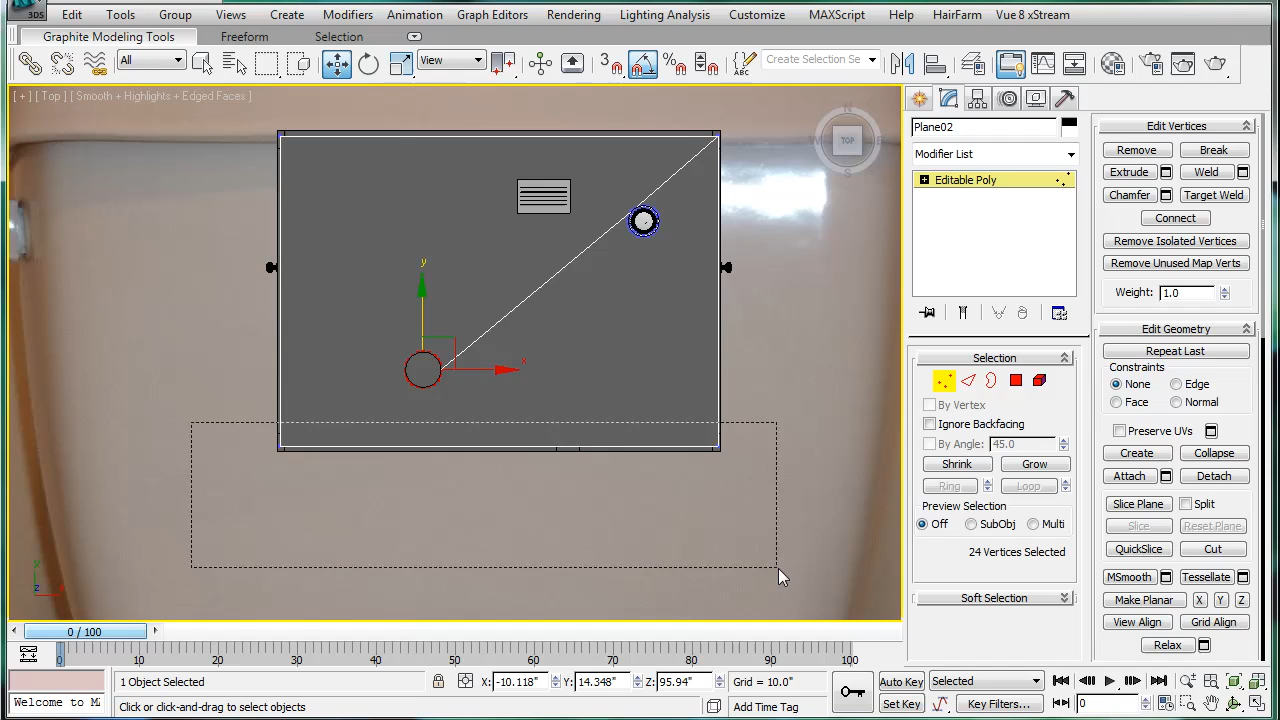 3DS Edit Tools Group Views Create Modifiers Animation Graph Editors Rendering Lighting Analysis Customize MAXScript Help HairFarm Vue 8 xStream
Graphite Modeling Tools Freeform Selection
All View 3 % ABC Create Selection Se
[ + ] [ Top ] [ Smooth + Highlights + Edged Faces ]
N
W TOP E
S
y
x
Plane02
Modifier List
Editable Poly
Selection
By Vertex
Ignore Backfacing
By Angle: 45.0
Shrink Grow
Ring Loop
Preview Selection
Off SubObj Multi
24 Vertices Selected
Soft Selection
Edit Vertices
Remove Break
Extrude Weld
Chamfer Target Weld
Connect
Remove Isolated Vertices
Remove Unused Map Verts
Weight: 1.0
Edit Geometry
Repeat Last
Constraints
None Edge
Face Normal
Preserve UVs
Create Collapse
Attach Detach
Slice Plane Split
Slice Reset Plane
QuickSlice Cut
MSmooth Tessellate
Make Planar X Y Z
View Align Grid Align
Relax
0 / 100
0 10 20 30 40 50 60 70 80 90 100
1 Object Selected X: -10.118" Y: 14.348" Z: 95.94" Grid = 10.0" Auto Key Selected
Welcome to M Click or click-and-drag to select objects Add Time Tag Set Key Key Filters... 0